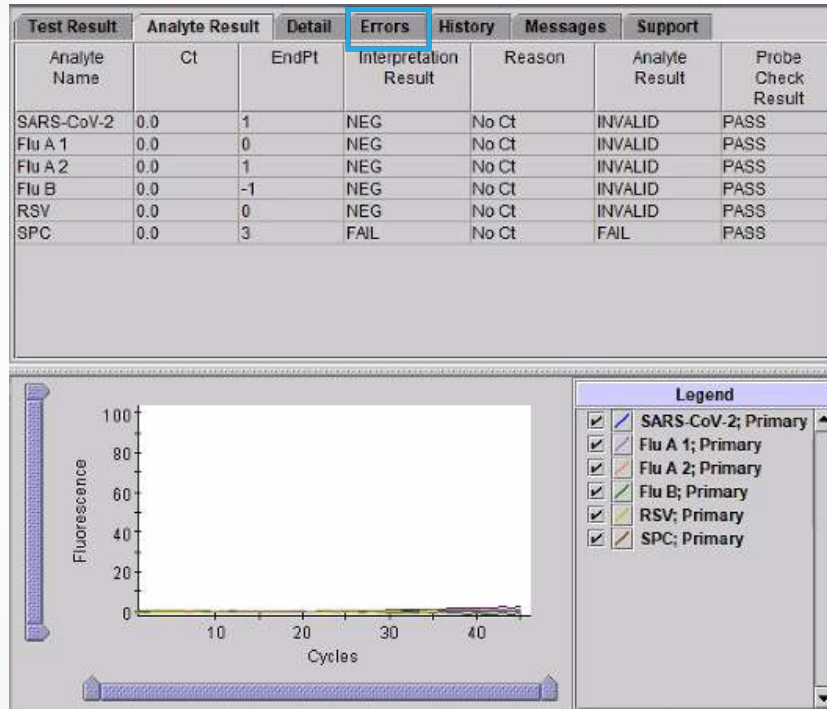 Test Result Analyte Result Detail Errors History Messages Support
Analyte Name Ct EndPt Interpretation Result Reason Analyte Result Probe Check Result
SARS-CoV-2 0.0 1 NEG No Ct INVALID PASS
Flu A 1 0.0 0 NEG No Ct INVALID PASS
Flu A 2 0.0 1 NEG No Ct INVALID PASS
Flu B 0.0 -1 NEG No Ct INVALID PASS
RSV 0.0 0 NEG No Ct INVALID PASS
SPC 0.0 3 FAIL No Ct FAIL PASS
Legend
SARS-CoV-2; Primary
Flu A 1; Primary
Flu A 2; Primary
Flu B; Primary
RSV; Primary
SPC; Primary
Fluorescence
100
80
60
40
20
0
10 20 30 40
Cycles